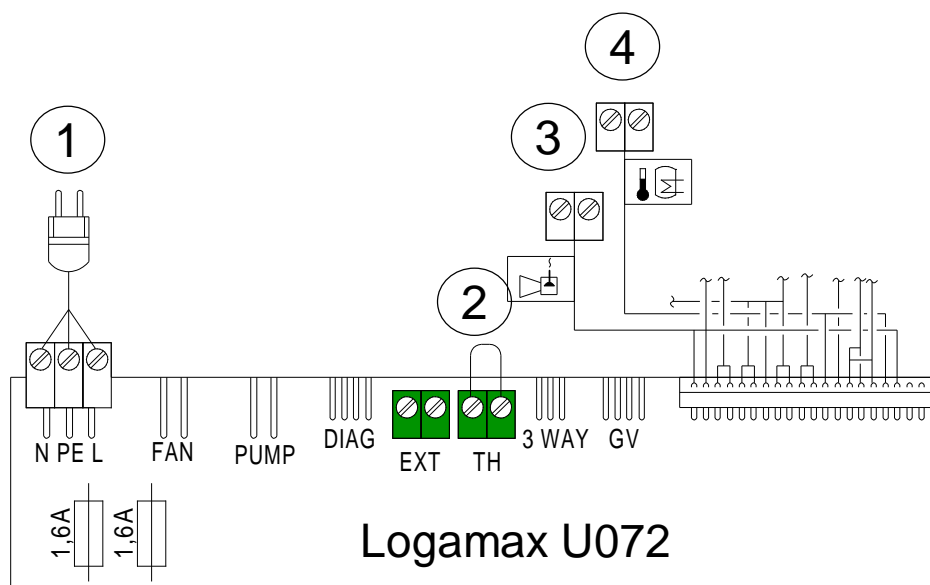 4
3
1
2
N PE L
FAN
PUMP
DIAG
EXT
TH
3 WAY
GV
1,6A
1,6A
Logamax U072